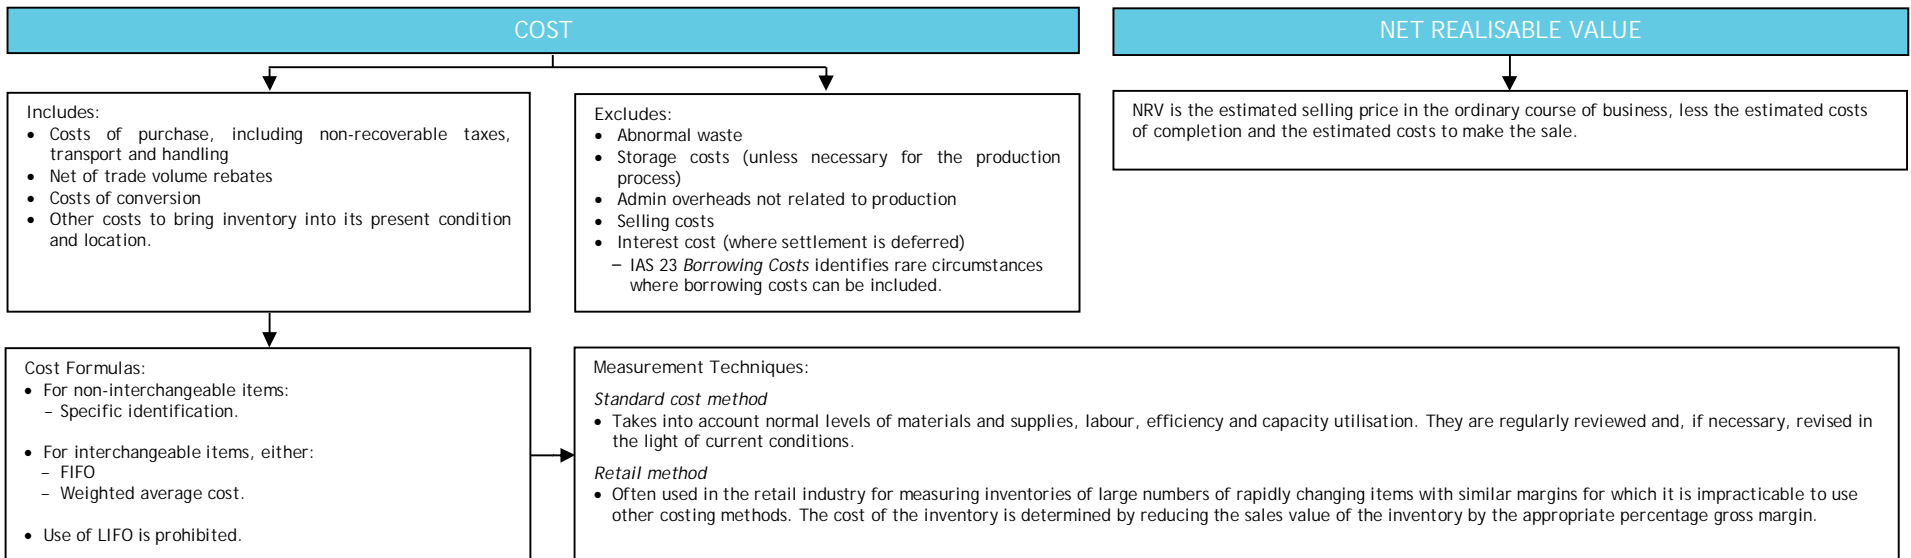 COST
NET REALISABLE VALUE
Includes:
• Costs of purchase, including non-recoverable taxes,
transport and handling
• Net of trade volume rebates
• Costs of conversion
• Other costs to bring inventory into its present condition
and location.
Excludes:
• Abnormal waste
• Storage costs (unless necessary for the production
process)
• Admin overheads not related to production
• Selling costs
• Interest cost (where settlement is deferred)
– IAS 23 Borrowing Costs identifies rare circumstances
where borrowing costs can be included.
NRV is the estimated selling price in the ordinary course of business, less the estimated costs
of completion and the estimated costs to make the sale.
Cost Formulas:
• For non-interchangeable items:
– Specific identification.
• For interchangeable items, either:
– FIFO
– Weighted average cost.
• Use of LIFO is prohibited.
Measurement Techniques:
Standard cost method
• Takes into account normal levels of materials and supplies, labour, efficiency and capacity utilisation. They are regularly reviewed and, if necessary, revised in
the light of current conditions.
Retail method
• Often used in the retail industry for measuring inventories of large numbers of rapidly changing items with similar margins for which it is impracticable to use
other costing methods. The cost of the inventory is determined by reducing the sales value of the inventory by the appropriate percentage gross margin.